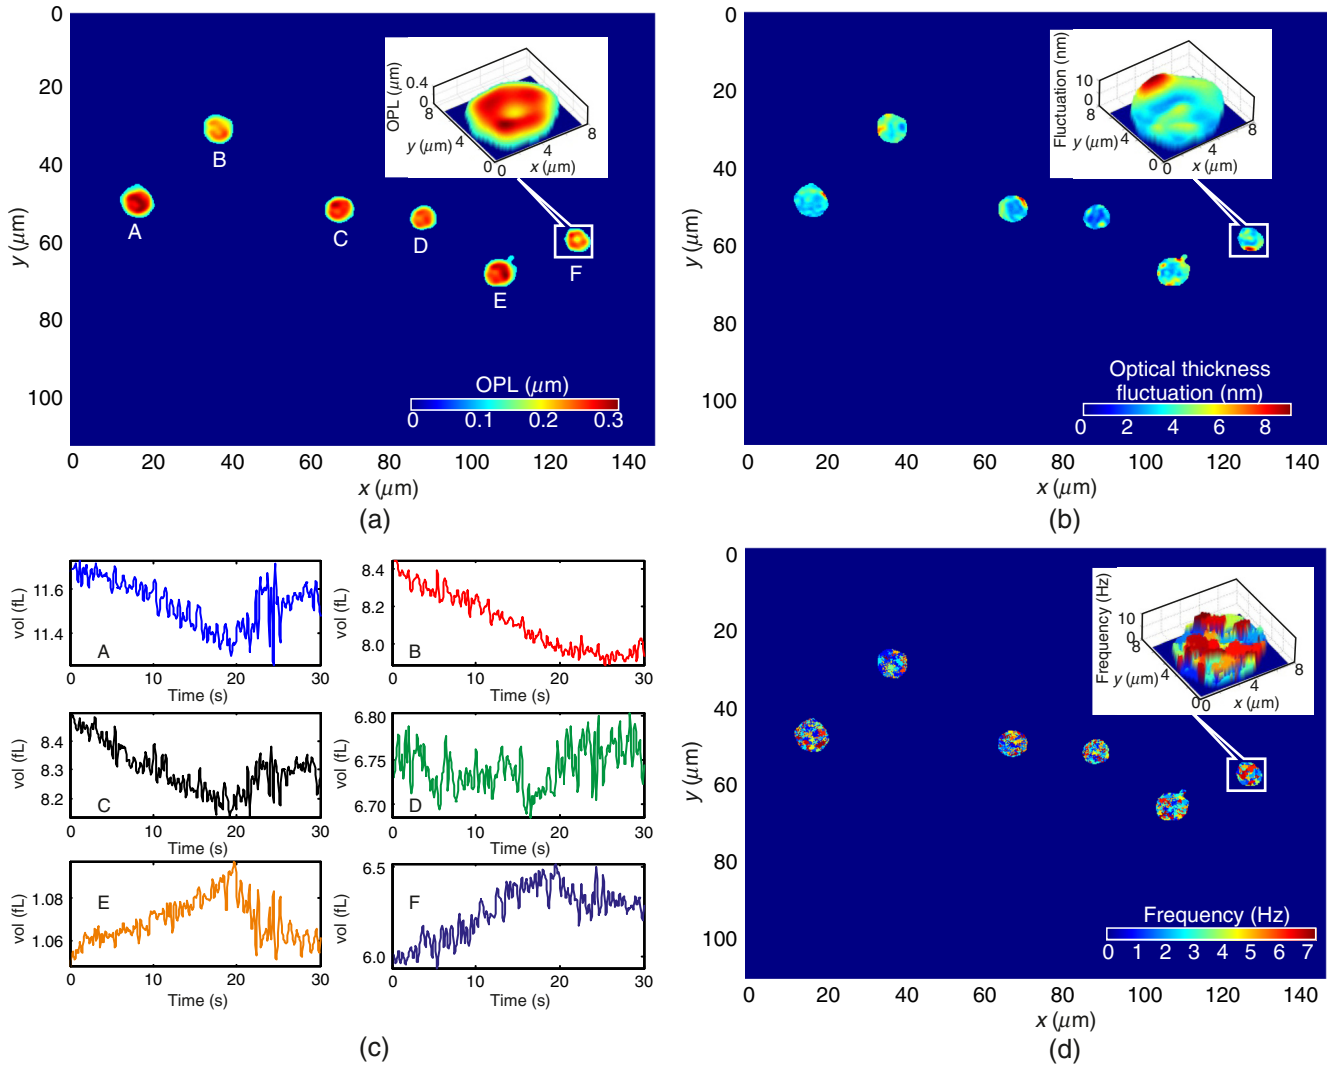 0
20
40
60
80
100
y (μm)
0 20 40 60 80 100 120 140
x (μm)
A
B
C
D
E
F
OPL (μm)
0.4
0
8
4
0
y (μm)
0
4
8
x (μm)
OPL (μm)
0 0.1 0.2 0.3
(a)
0
20
40
60
80
100
y (μm)
0 20 40 60 80 100 120 140
x (μm)
Fluctuation (nm)
10
0
8
4
0
y (μm)
0
4
8
x (μm)
Optical thickness
fluctuation (nm)
0 2 4 6 8
(b)
vol (fL)
11.6
11.4
A
0 10 20 30
Time (s)
vol (fL)
8.4
8.2
8.0
B
0 10 20 30
Time (s)
vol (fL)
8.4
8.3
8.2
C
0 10 20 30
Time (s)
vol (fL)
6.80
6.75
6.70
D
0 10 20 30
Time (s)
vol (fL)
1.08
1.06
E
0 10 20 30
Time (s)
vol (fL)
6.5
6.0
F
0 10 20 30
Time (s)
(c)
0
20
40
60
80
100
y (μm)
0 20 40 60 80 100 120 140
x (μm)
Frequency (Hz)
10
0
8
4
0
y (μm)
0
4
8
x (μm)
Frequency (Hz)
0 1 2 3 4 5 6 7
(d)